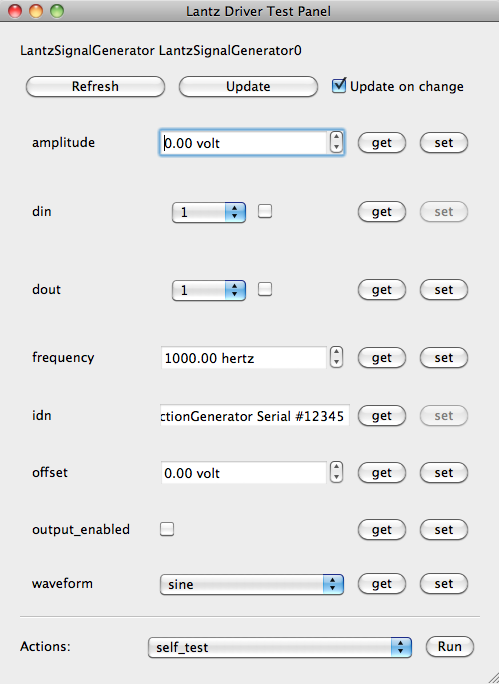 Lantz Driver Test Panel
LantzSignalGenerator LantzSignalGenerator0
Refresh Update Update on change
amplitude 0.00 volt get set
din 1 get set
dout 1 get set
frequency 1000.00 hertz get set
idn ctionGenerator Serial #12345 get set
offset 0.00 volt get set
output_enabled get set
waveform sine get set
Actions: self_test Run